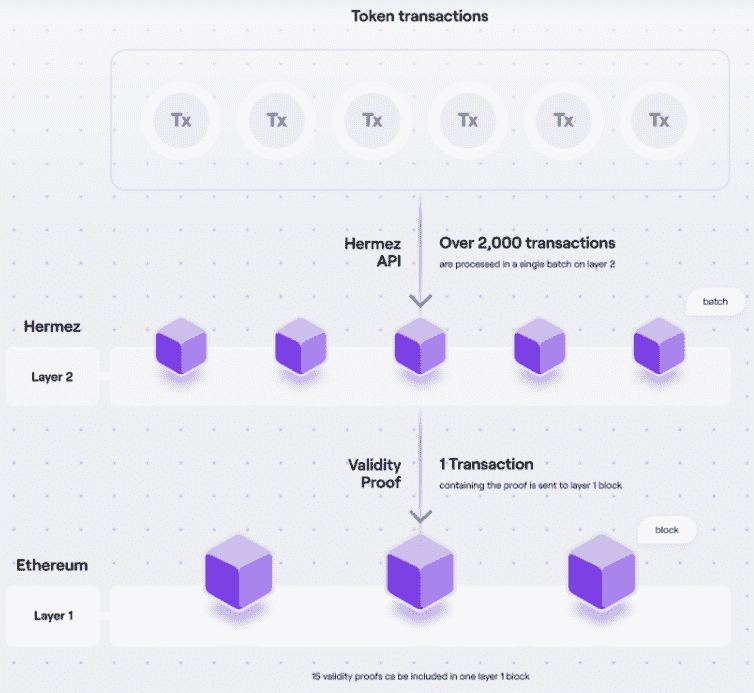 Token transactions
Tx Tx Tx Tx Tx Tx
Hermez
API
Over 2,000 transactions
are processed in a single batch on layer 2
batch
Hermez
Layer 2
Validity
Proof
1 Transaction
containing the proof is sent to layer 1 block
block
Ethereum
Layer 1
15 validity proofs ca be included in one layer 1 block